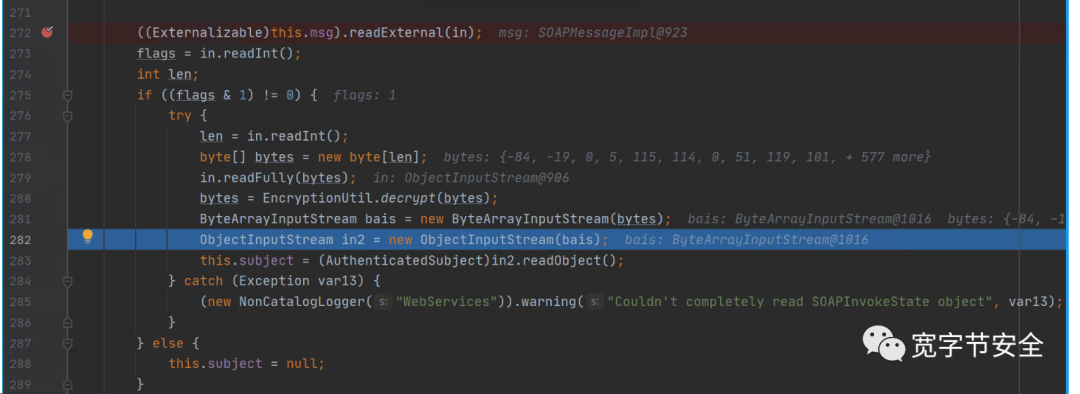 271
272 ((Externalizable)this.msg).readExternal(in); msg: SOAPMessageImpl@923
273 flags = in.readInt();
274 int len;
275 if ((flags & 1) != 0) { flags: 1
276 try {
277 len = in.readInt();
278 byte[] bytes = new byte[len]; bytes: {-84, -19, 0, 5, 115, 114, 0, 51, 119, 101, + 577 more}
279 in.readFully(bytes); in: ObjectInputStream@906
280 bytes = EncryptionUtil.decrypt(bytes);
281 ByteArrayInputStream bais = new ByteArrayInputStream(bytes); bais: ByteArrayInputStream@1016 bytes: {-84, -1
282 ObjectInputStream in2 = new ObjectInputStream(bais); bais: ByteArrayInputStream@1016
283 this.subject = (AuthenticatedSubject)in2.readObject();
284 } catch (Exception var13) {
285 (new NonCatalogLogger( s: "WebServices")).warning( s: "Couldn't completely read SOAPInvokeState object", var13);
286 }
287 } else {
288 this.subject = null;
289 }
宽字节安全